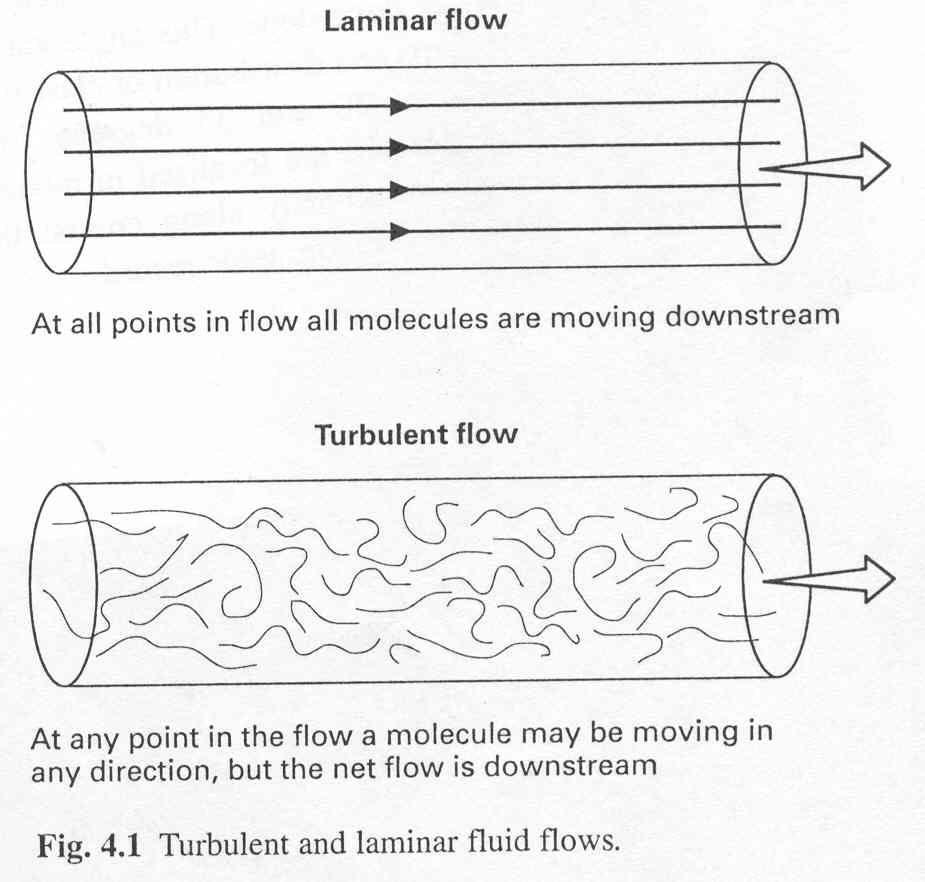 Laminar flow
At all points in flow all molecules are moving downstream
Turbulent flow
At any point in the flow a molecule may be moving in
any direction, but the net flow is downstream
Fig. 4.1 Turbulent and laminar fluid flows.